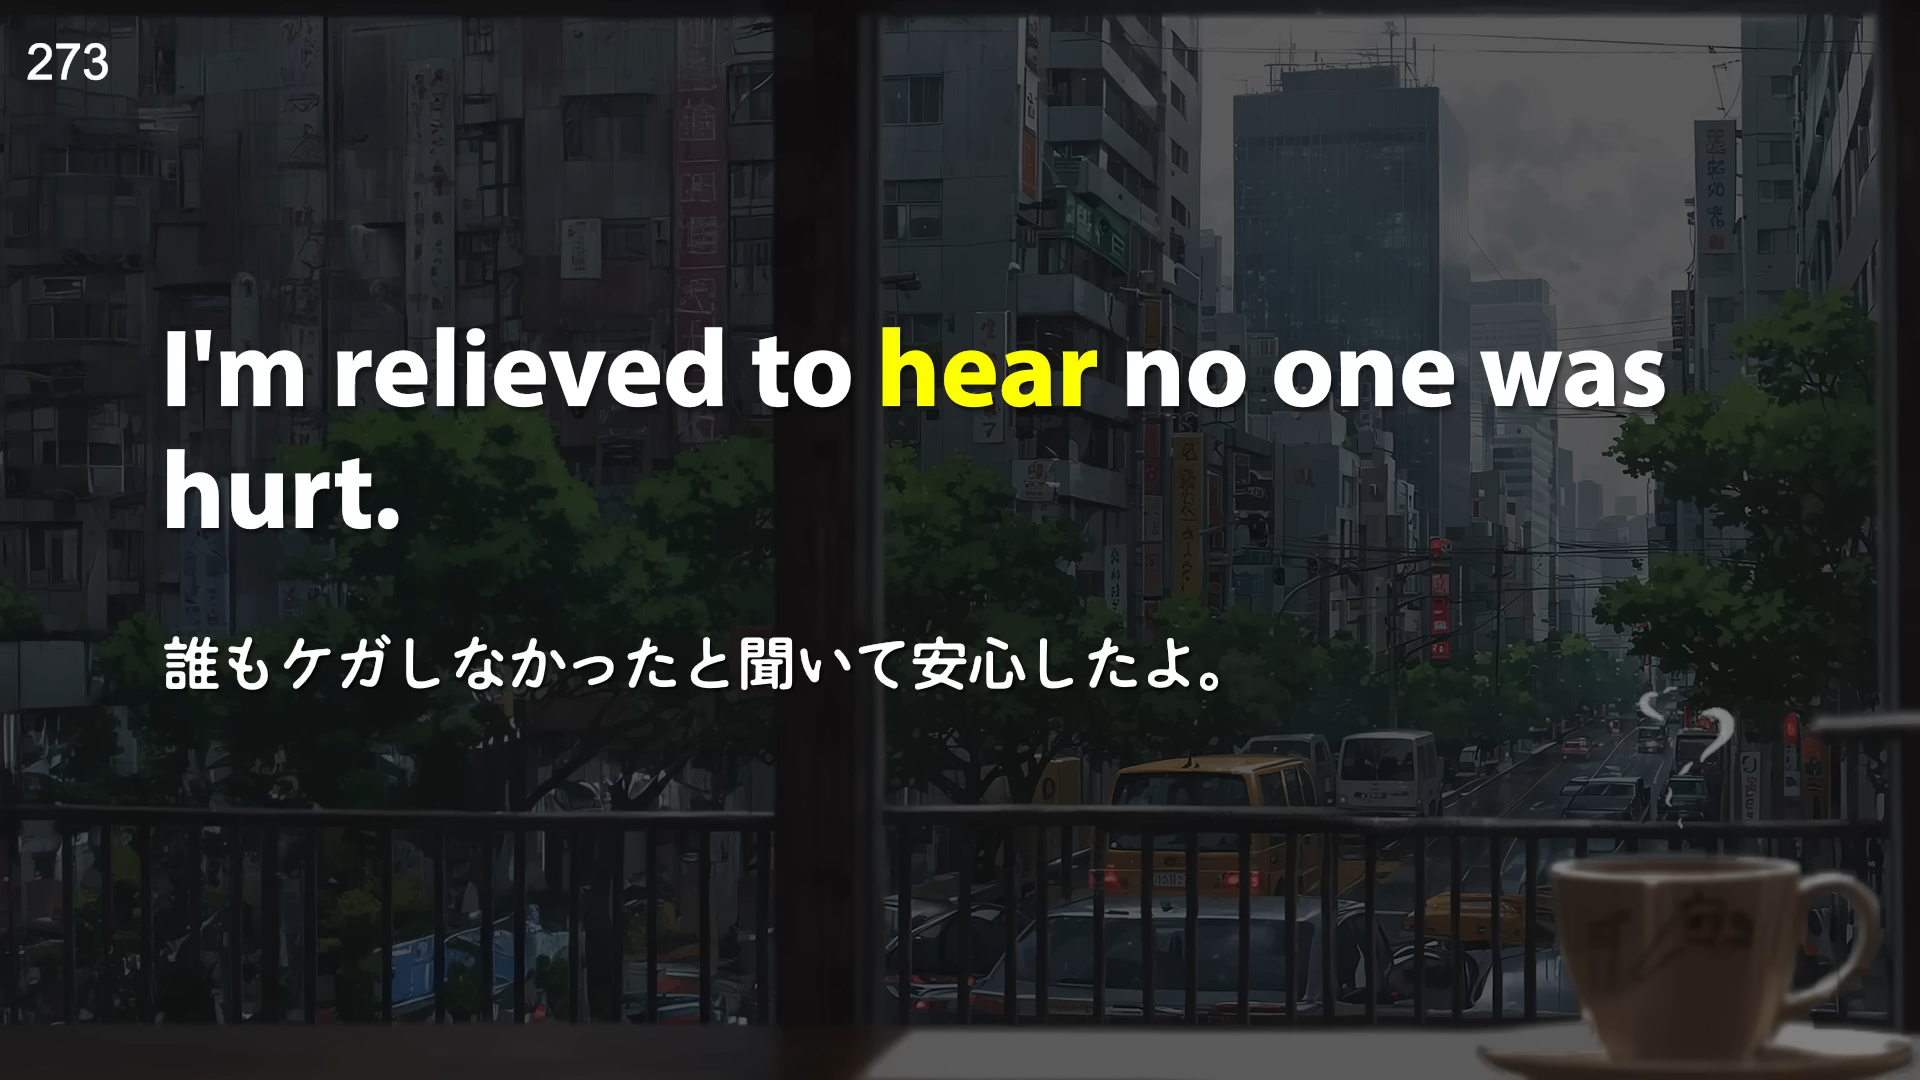 273
I'm relieved to hear no one was
hurt.
誰もケガしなかったと聞いて安心したよ。